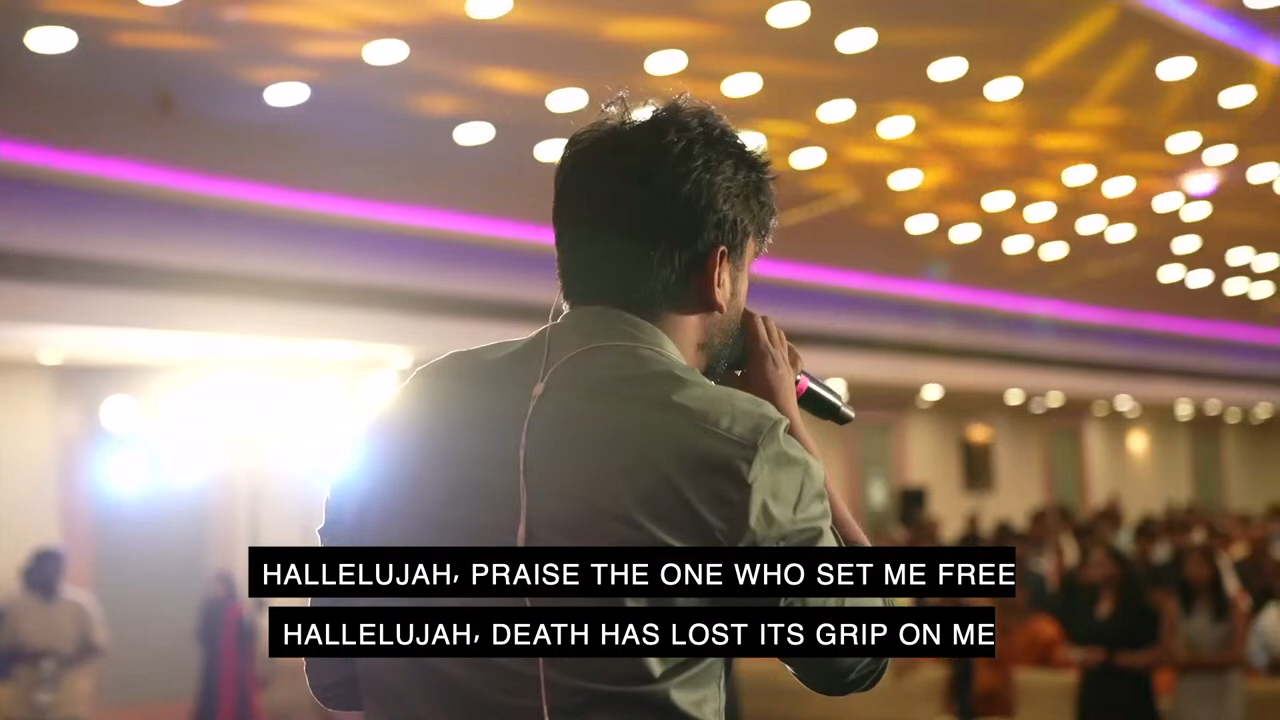 HALLELUJAH, PRAISE THE ONE WHO SET ME FREE
HALLELUJAH, DEATH HAS LOST ITS GRIP ON ME